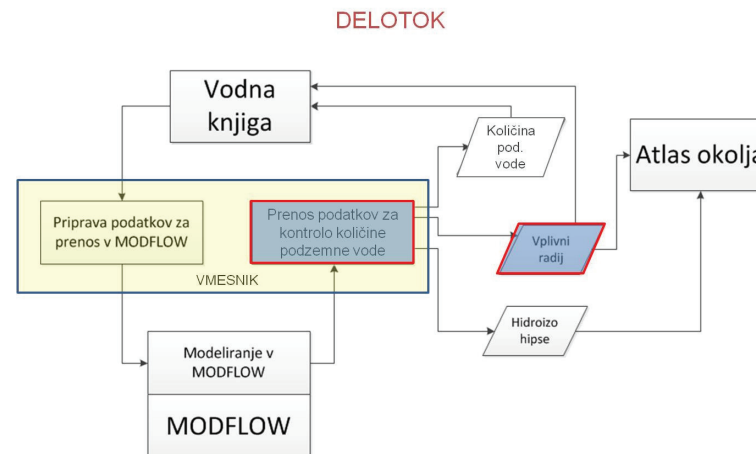 DELOTOK
Vodna
knjiga
Količina
pod.
vode
Atlas okolja
Priprava podatkov za
prenos v MODFLOW
Prenos podatkov za
kontrolo količine
podzemne vode
Vplivni
radij
VMESNIK
Hidroizo
hipse
Modeliranje v
MODFLOW
MODFLOW